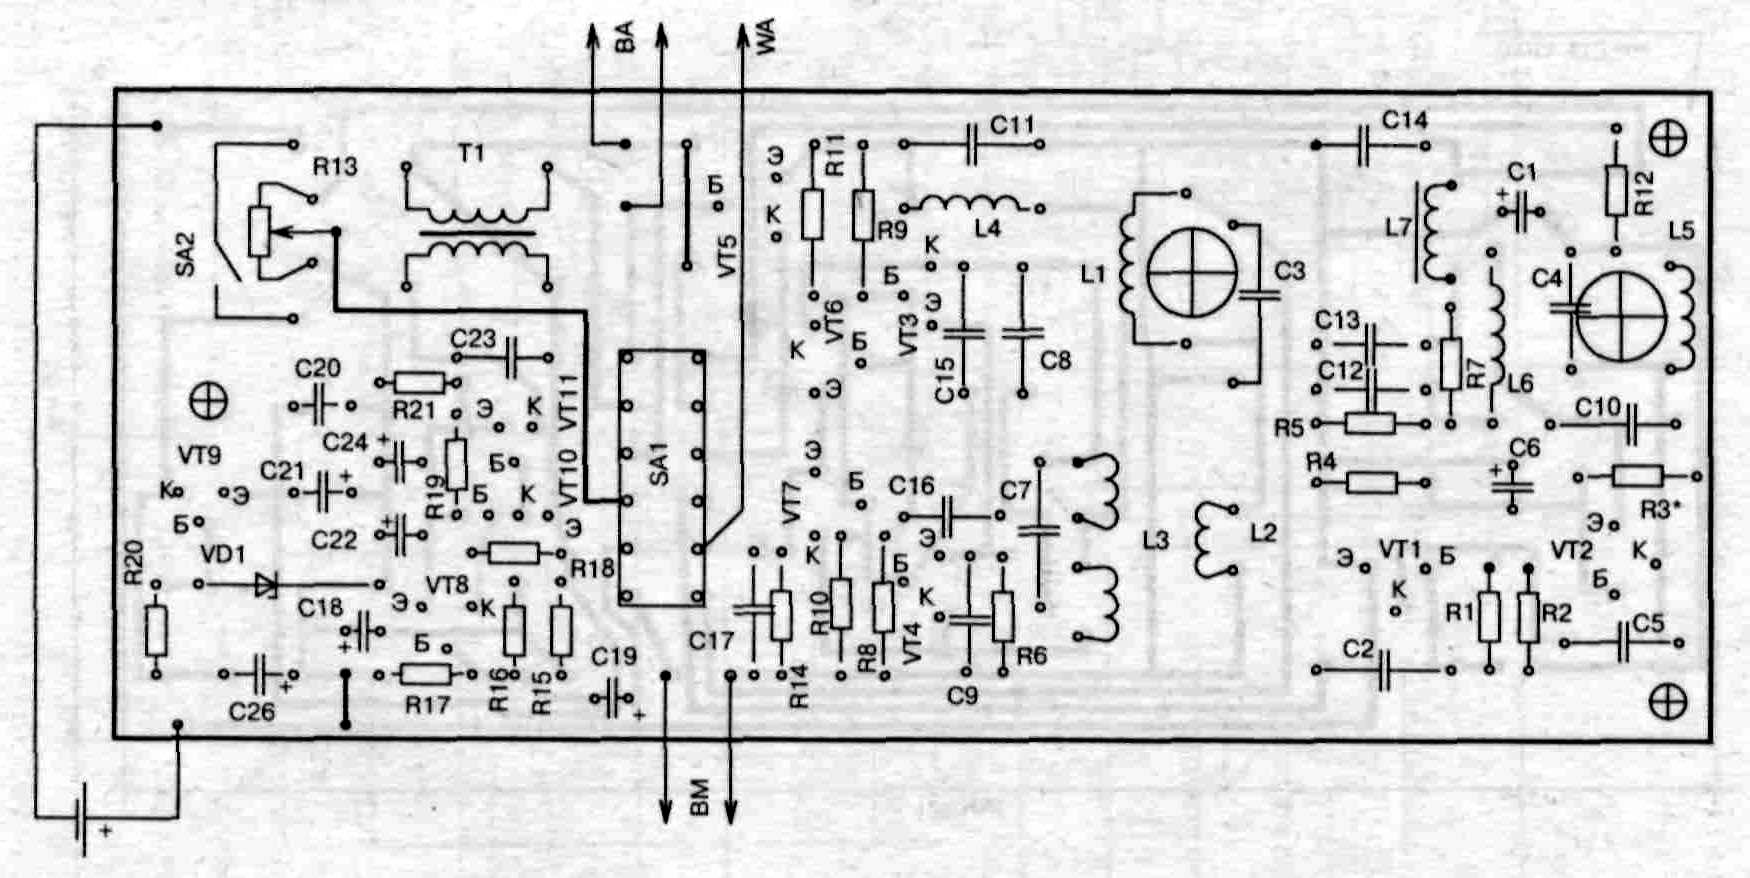 BA
WA
R13
T1
SA2
Б
VT5
Э
К
R11
C11
R9
L4
К
Б
Э
VT3
VT6
К
Б
Э
C15
C8
L1
C3
C14
C1
+
R12
L7
L5
C4
C13
C12
R7
L6
R5
C10
R4
C6
+
R3*
C23
C20
R21
Э
К
VT11
C24
+
VT9
Б
VT10
SA1
C21
+
R19
Б
К
Э
К
Э
Б
C22
+
VD1
R18
R20
VT8
Э
К
Б
C18
+
R16
R15
C19
+
R17
C26
+
Э
VT7
Б
К
C16
C7
Э
Б
К
L3
L2
C17
R14
R10
R8
VT4
C9
R6
Э
VT1
Б
К
VT2
Э
К
Б
R1
R2
C5
C2
BM
+